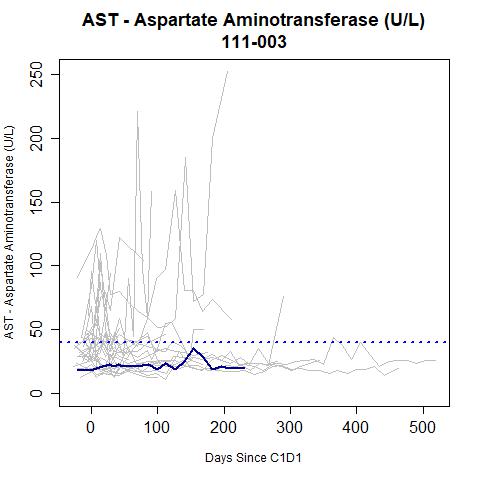 AST - Aspartate Aminotransferase (U/L)
111-003
AST - Aspartate Aminotransferase (U/L)
250
200
150
100
50
0
0 100 200 300 400 500
Days Since C1D1